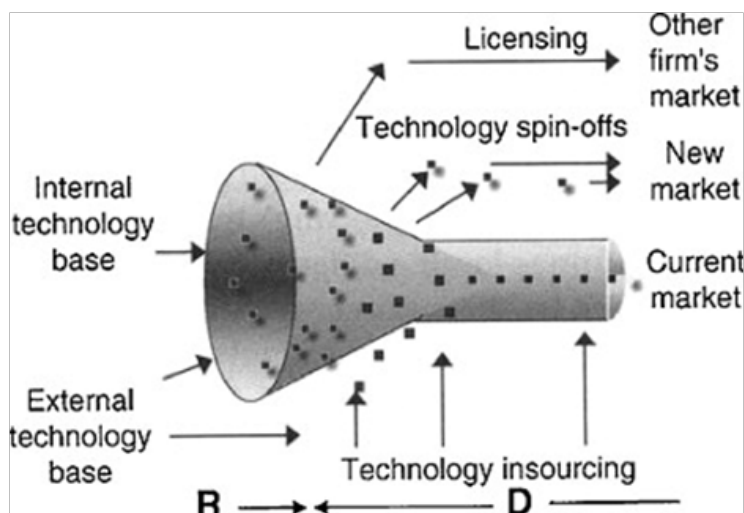 Licensing
Other
firm's
market
Technology spin-offs
New
market
Internal
technology
base
Current
market
External
technology
base
Technology insourcing
R
D